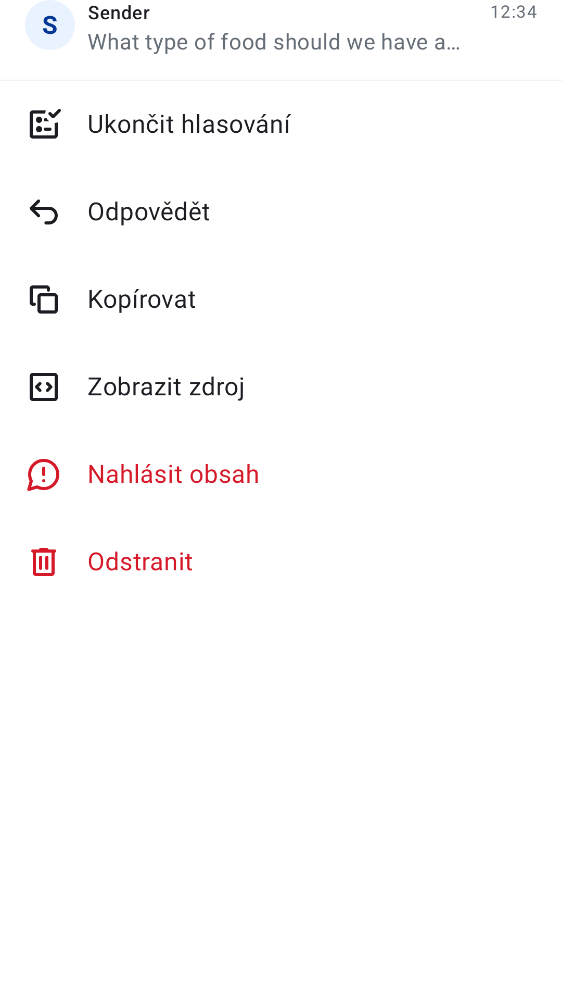 S
Sender
12:34
What type of food should we have a…
Ukončit hlasování
Odpovědět
Kopírovat
Zobrazit zdroj
Nahlásit obsah
Odstranit